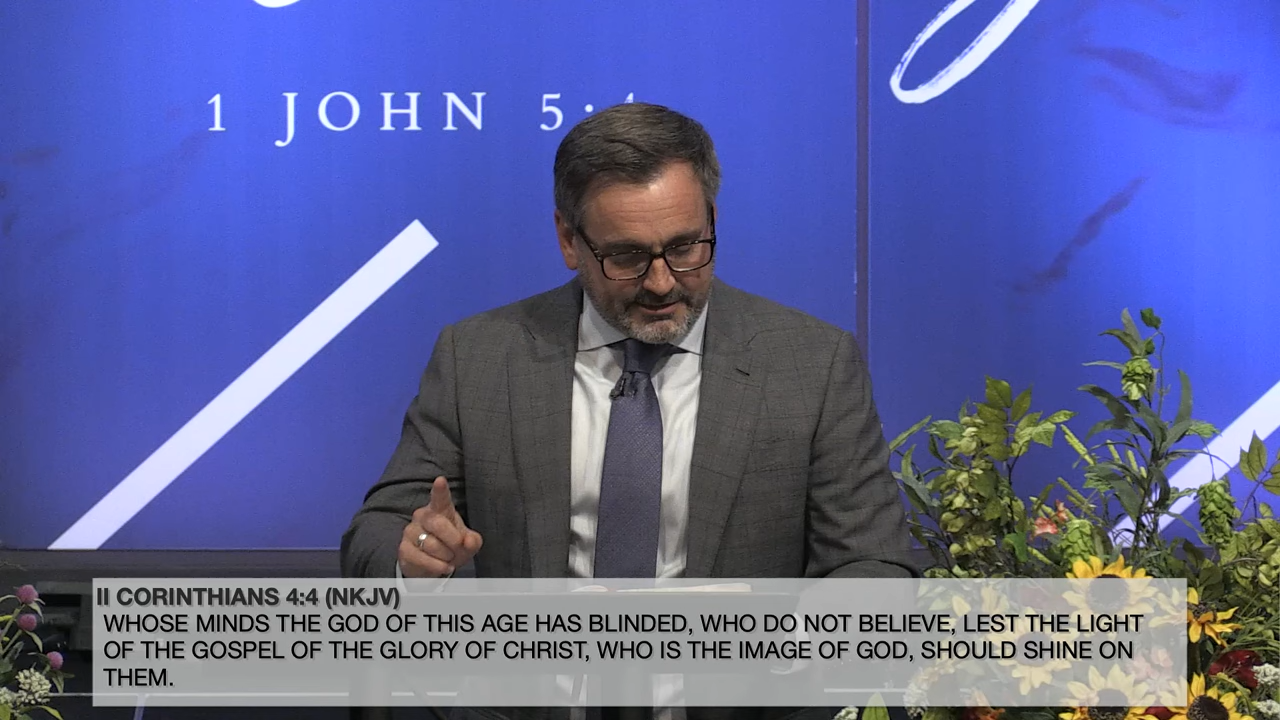 1 JOHN 5:4
II CORINTHIANS 4:4 (NKJV)
WHOSE MINDS THE GOD OF THIS AGE HAS BLINDED, WHO DO NOT BELIEVE, LEST THE LIGHT
OF THE GOSPEL OF THE GLORY OF CHRIST, WHO IS THE IMAGE OF GOD, SHOULD SHINE ON
THEM.